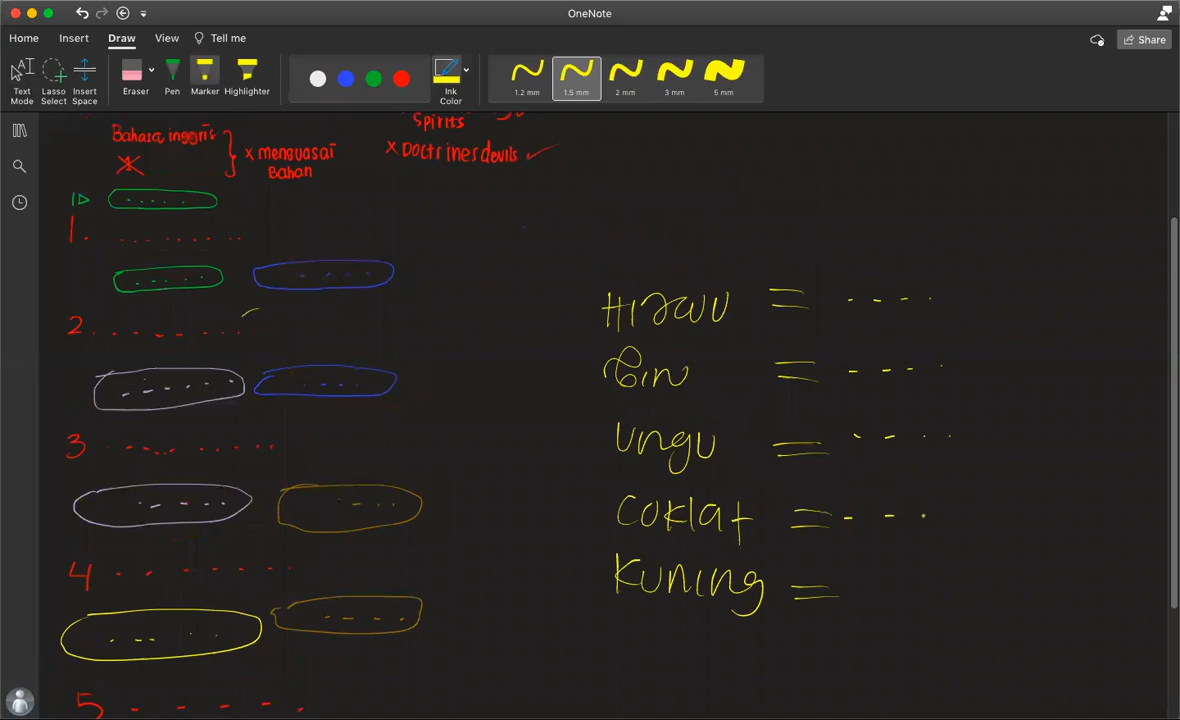 OneNote
Home Insert Draw View Tell me
Share
Text Mode
Lasso Select
Insert Space
Eraser
Pen
Marker
Highlighter
Ink Color
1.2 mm
1.5 mm
2 mm
3 mm
5 mm
Spirits
Bahasa inggris
x menguasai
Bahan
x Doctrines devils
1.
2.
3
4
5
Hijauu =
Birv =
Ungu =
Coklat =
Kuning =